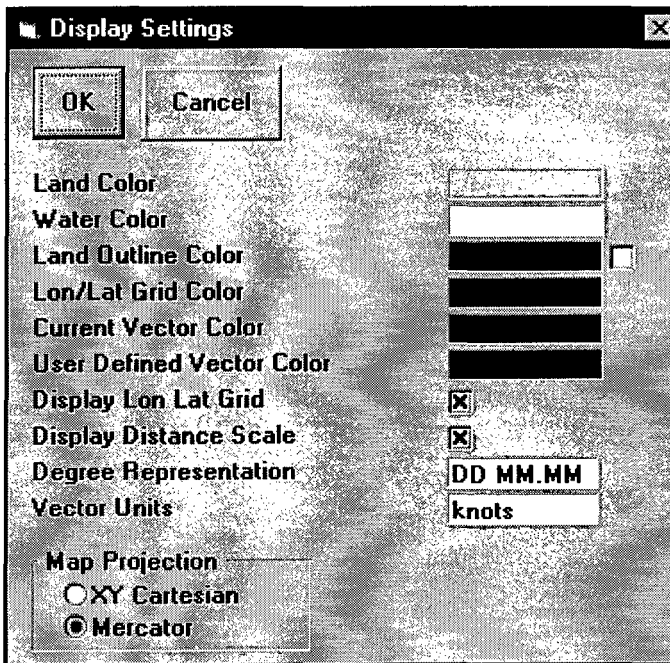 Display Settings
OK Cancel
Land Color
Water Color
Land Outline Color
Lon/Lat Grid Color
Current Vector Color
User Defined Vector Color
Display Lon Lat Grid
Display Distance Scale
Degree Representation DD MM.MM
Vector Units knots
Map Projection
XY Cartesian
Mercator